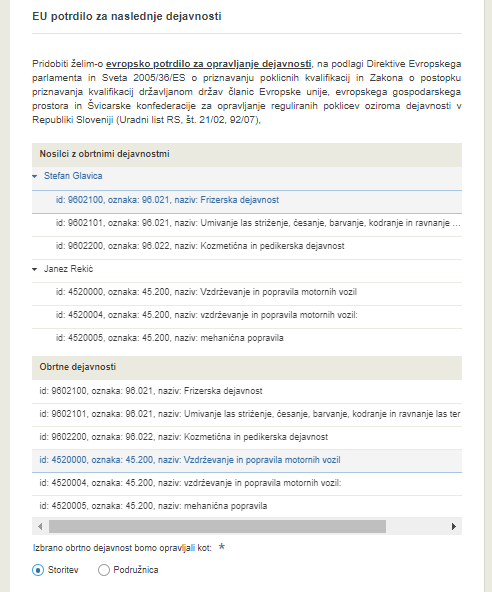 EU potrdilo za naslednje dejavnosti
Pridobiti želim-o evropsko potrdilo za opravljanje dejavnosti, na podlagi Direktive Evropskega
parlamenta in Sveta 2005/36/ES o priznavanju poklicnih kvalifikacij in Zakona o postopku
priznavanja kvalifikacij državljanom držav članic Evropske unije, evropskega gospodarskega
prostora in Švicarske konfederacije za opravljanje reguliranih poklicev oziroma dejavnosti v
Republiki Sloveniji (Uradni list RS, št. 21/02, 92/07),
Nosilci z obrtnimi dejavnostmi
Stefan Glavica
id: 9602100, oznaka: 96.021, naziv: Frizerska dejavnost
id: 9602101, oznaka: 96.021, naziv: Umivanje las striženje, česanje, barvanje, kodranje in ravnanje ...
id: 9602200, oznaka: 96.022, naziv: Kozmetična in pedikerska dejavnost
Janez Rekić
id: 4520000, oznaka: 45.200, naziv: Vzdrževanje in popravila motornih vozil
id: 4520004, oznaka: 45.200, naziv: vzdrževanje in popravila motornih vozil:
id: 4520005, oznaka: 45.200, naziv: mehanična popravila
Obrtne dejavnosti
id: 9602100, oznaka: 96.021, naziv: Frizerska dejavnost
id: 9602101, oznaka: 96.021, naziv: Umivanje las striženje, česanje, barvanje, kodranje in ravnanje las ter
id: 9602200, oznaka: 96.022, naziv: Kozmetična in pedikerska dejavnost
id: 4520000, oznaka: 45.200, naziv: Vzdrževanje in popravila motornih vozil
id: 4520004, oznaka: 45.200, naziv: vzdrževanje in popravila motornih vozil:
id: 4520005, oznaka: 45.200, naziv: mehanična popravila
Izbrano obrtno dejavnost bomo opravljali kot: *
Storitev Podružnica